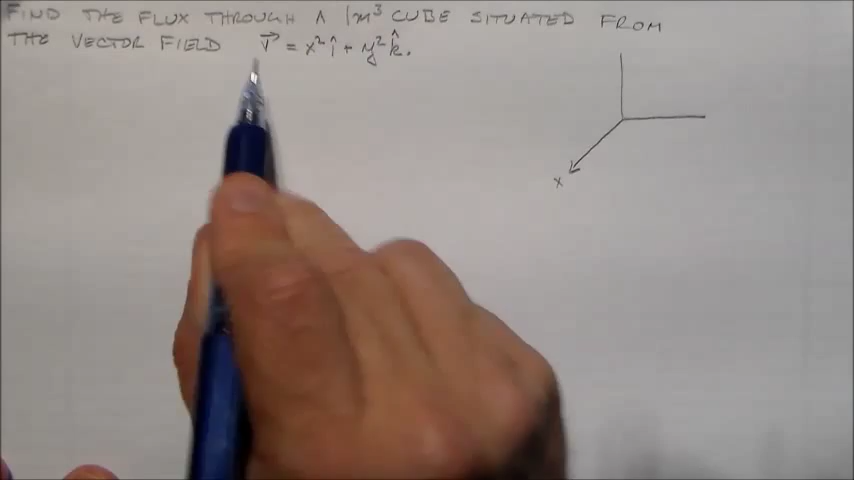 FIND THE FLUX THROUGH A 1m³ CUBE SITUATED FROM
THE VECTOR FIELD v⃗ = x² î + y² k̂.
x